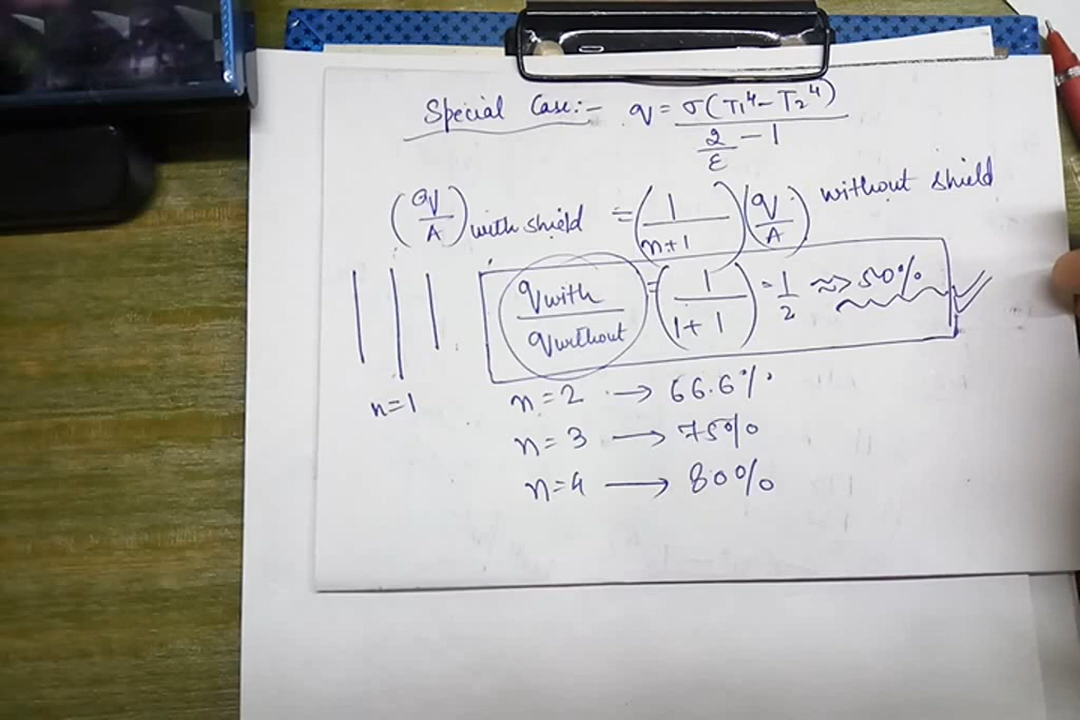 Special Case:- q = σ(T1⁴ - T2⁴) / (2/ε - 1)
(q/A) with shield = (1/(n+1)) (q/A) without shield
q with / q without = (1/(1+1)) = 1/2 ≈> 50%
n=1
n=2 → 66.6%
n=3 → 75%
n=4 → 80%